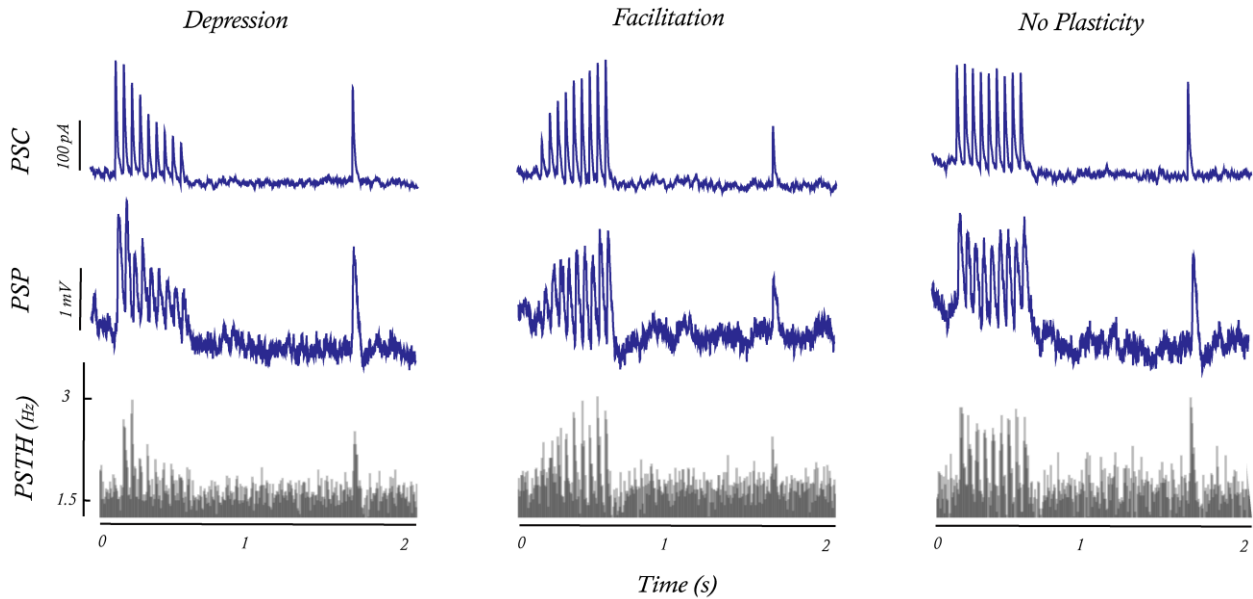 Depression
Facilitation
No Plasticity
PSC
100 pA
PSP
1 mV
PSTH (Hz)
3
1.5
0 1 2
0 1 2
0 1 2
Time (s)